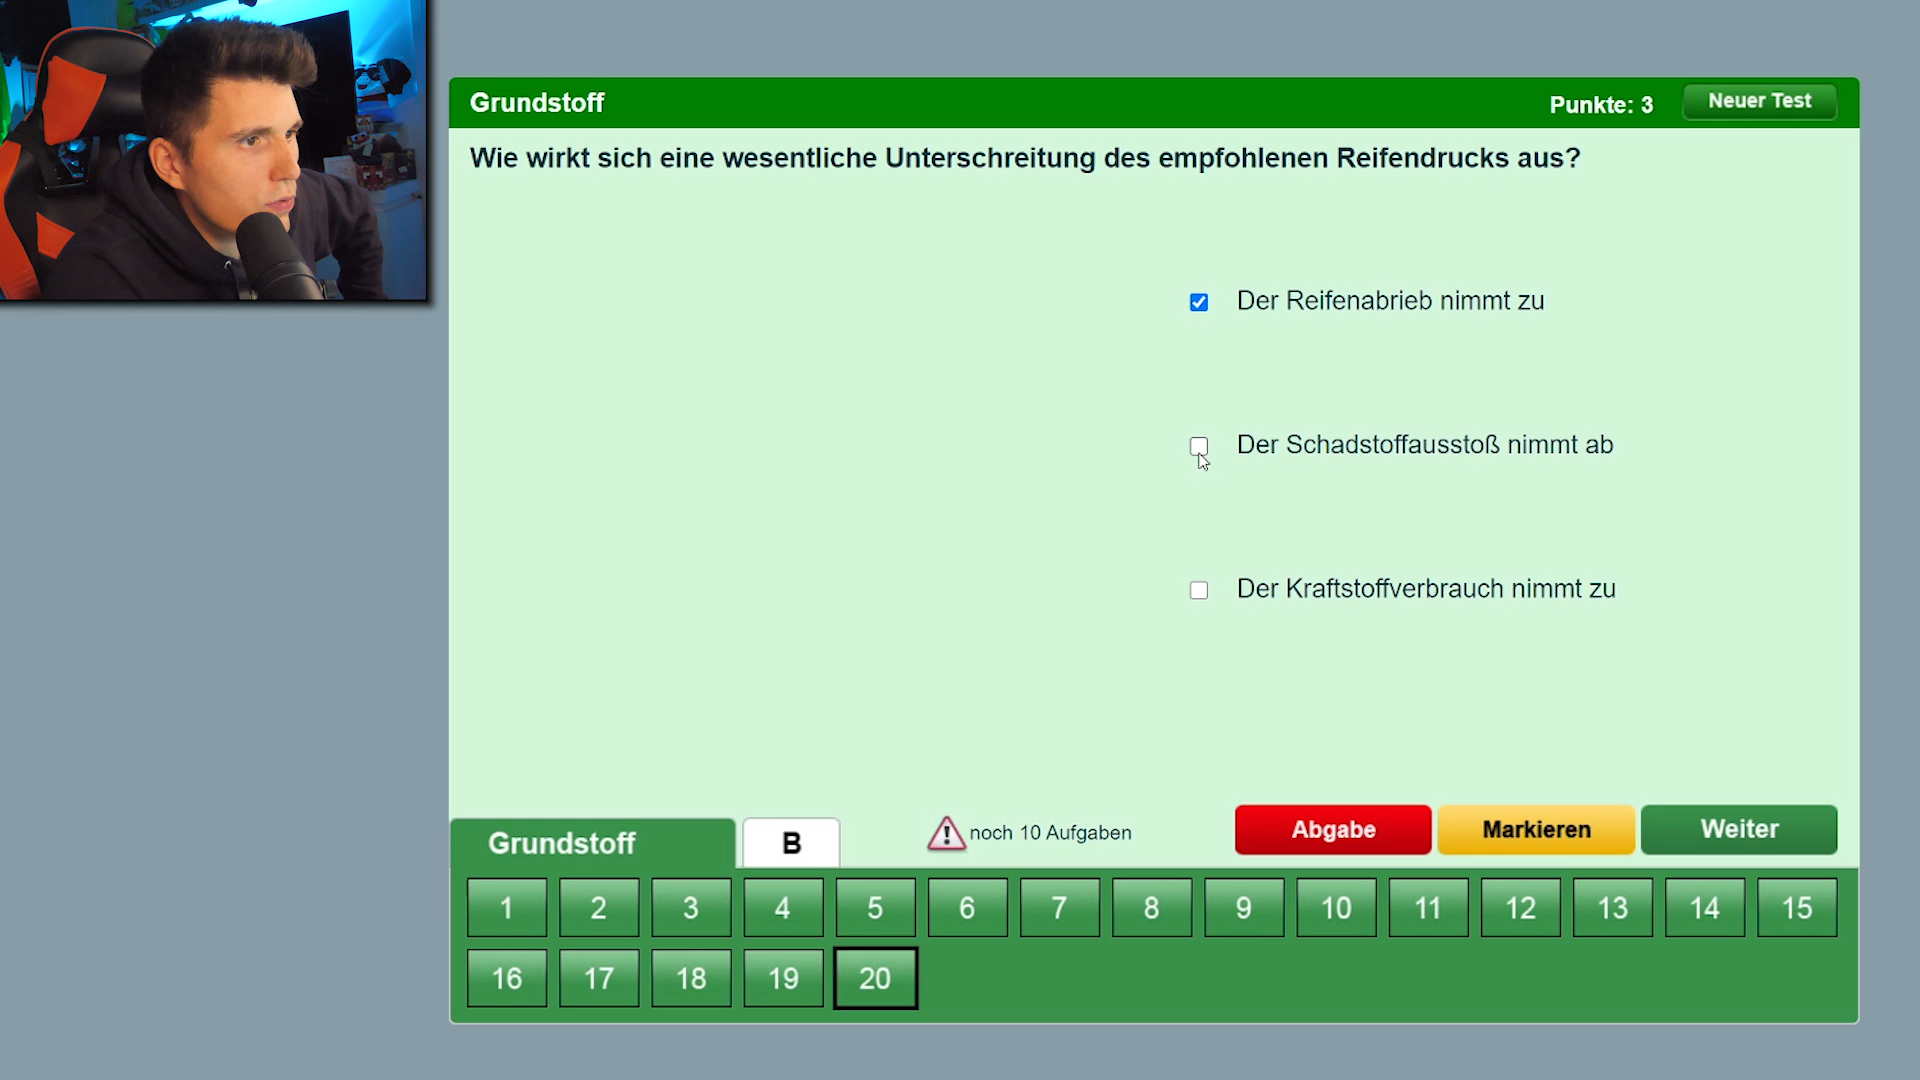 Grundstoff
Punkte: 3
Neuer Test
Wie wirkt sich eine wesentliche Unterschreitung des empfohlenen Reifendrucks aus?
Der Reifenabrieb nimmt zu
Der Schadstoffausstoß nimmt ab
Der Kraftstoffverbrauch nimmt zu
Grundstoff
B
noch 10 Aufgaben
Abgabe
Markieren
Weiter
1 2 3 4 5 6 7 8 9 10 11 12 13 14 15
16 17 18 19 20